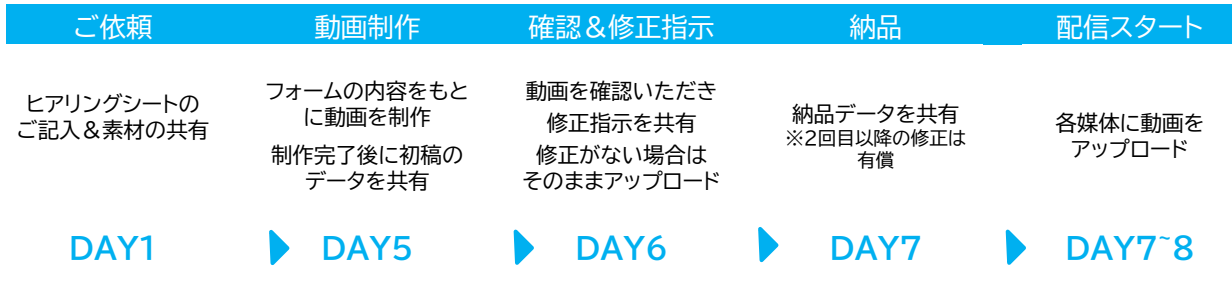 ご依頼
動画制作
確認&修正指示
納品
配信スタート
ヒアリングシートの
ご記入&素材の共有
フォームの内容をもと
に動画を制作
制作完了後に初稿の
データを共有
動画を確認いただき
修正指示を共有
修正がない場合は
そのままアップロード
納品データを共有
※2回目以降の修正は
有償
各媒体に動画を
アップロード
DAY1
DAY5
DAY6
DAY7
DAY7~8